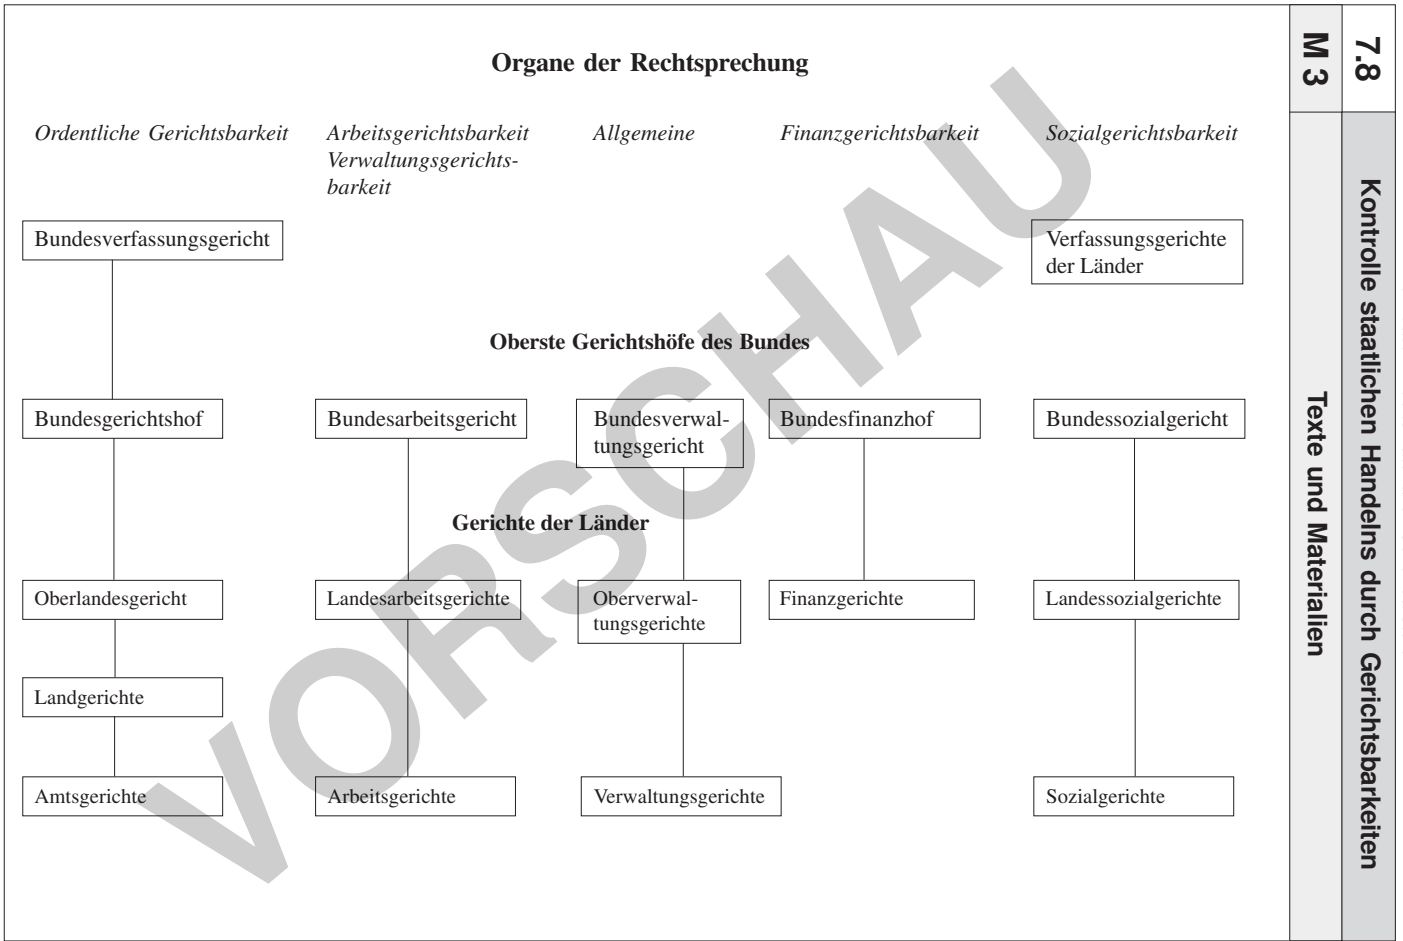 Organe der Rechtsprechung
Ordentliche Gerichtsbarkeit
Arbeitsgerichtsbarkeit
Verwaltungsgerichts-
barkeit
Allgemeine
Finanzgerichtsbarkeit
Sozialgerichtsbarkeit
Bundesverfassungsgericht
Verfassungsgerichte
der Länder
Oberste Gerichtshöfe des Bundes
Bundesgerichtshof
Bundesarbeitsgericht
Bundesverwal-
tungsgericht
Bundesfinanzhof
Bundessozialgericht
Gerichte der Länder
Oberlandesgericht
Landesarbeitsgerichte
Oberverwal-
tungsgerichte
Finanzgerichte
Landessozialgerichte
Landgerichte
Amtsgerichte
Arbeitsgerichte
Verwaltungsgerichte
Sozialgerichte
VORSCHAU
7.8
Kontrolle staatlichen Handelns durch Gerichtsbarkeiten
M 3
Texte und Materialien